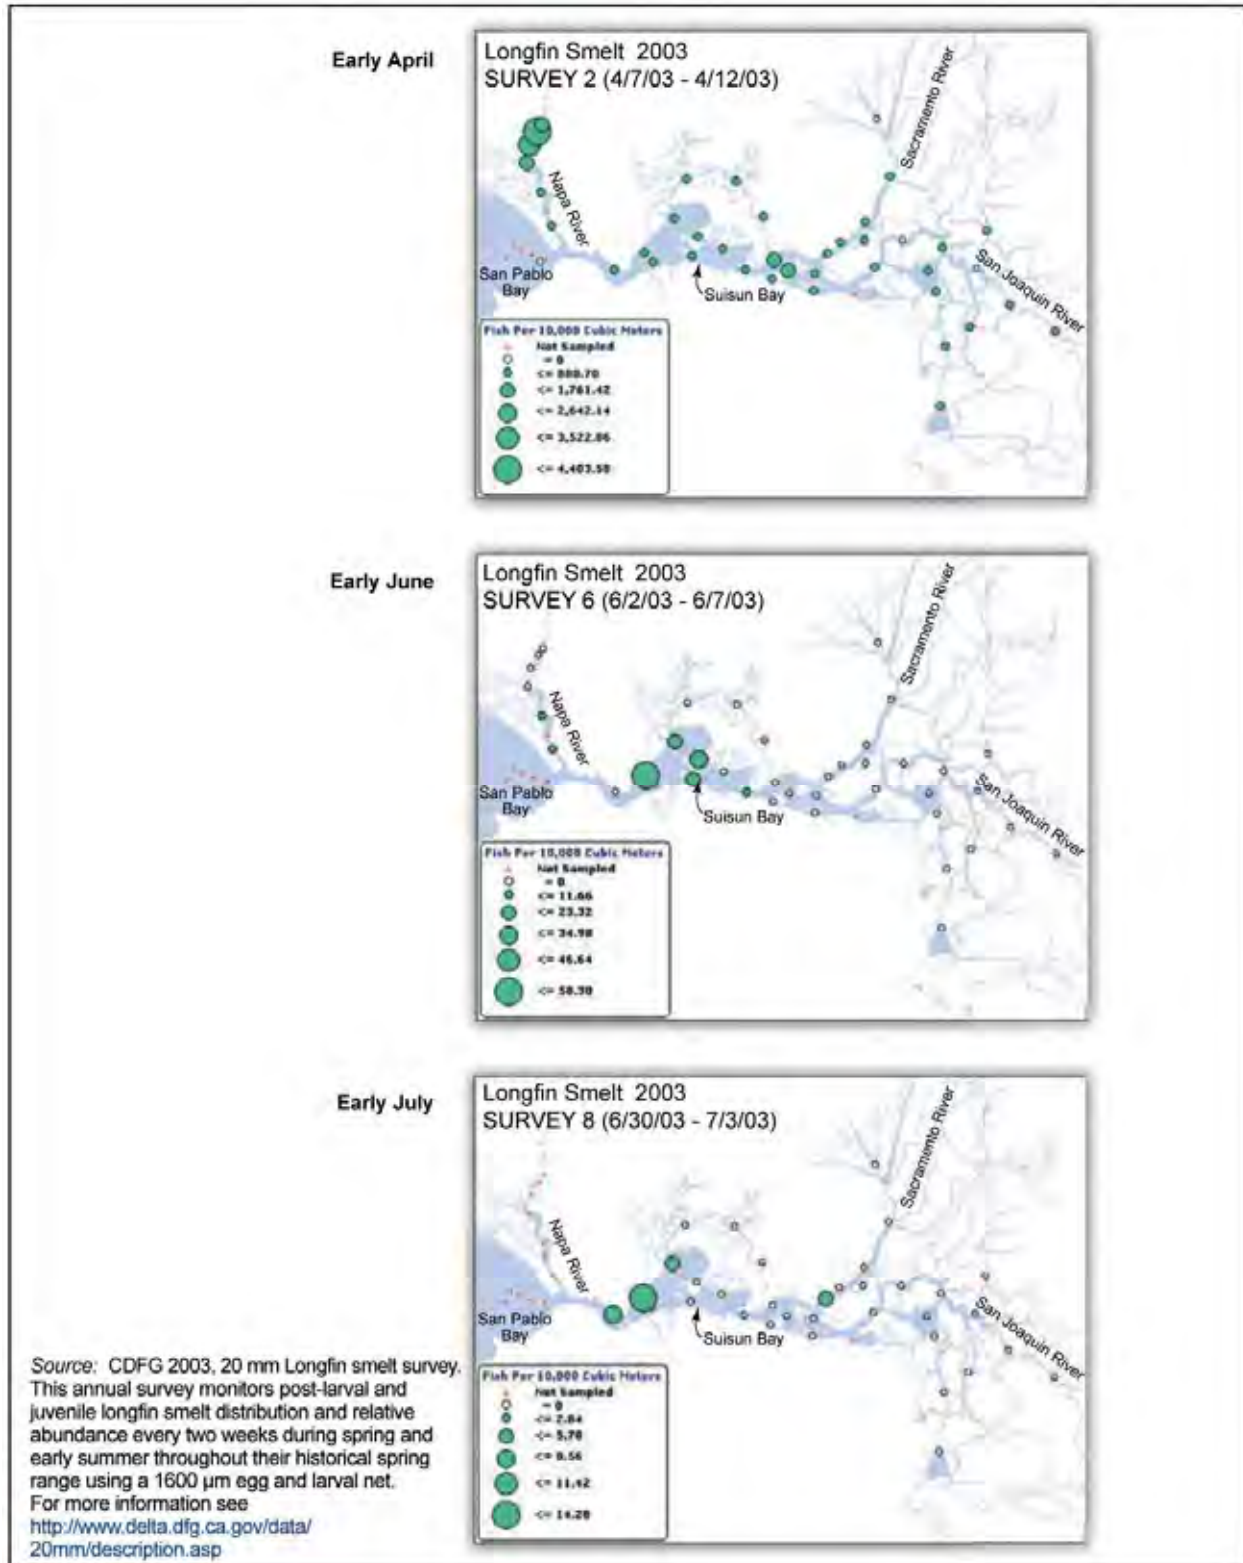 Early April
Longfin Smelt 2003
SURVEY 2 (4/7/03 - 4/12/03)
Sacramento River
Napa River
San Pablo
Bay
Suisun Bay
San Joaquin River
Fish Per 10,000 Cubic Meters
Not Sampled
= 0
<= 880.70
<= 1,761.42
<= 2,642.14
<= 3,522.86
<= 4,403.58
Early June
Longfin Smelt 2003
SURVEY 6 (6/2/03 - 6/7/03)
Sacramento River
Napa River
San Pablo
Bay
Suisun Bay
San Joaquin River
Fish Per 10,000 Cubic Meters
Not Sampled
= 0
<= 11.66
<= 23.32
<= 34.98
<= 46.64
<= 58.30
Early July
Longfin Smelt 2003
SURVEY 8 (6/30/03 - 7/3/03)
Sacramento River
Napa River
San Pablo
Bay
Suisun Bay
San Joaquin River
Fish Per 10,000 Cubic Meters
Not Sampled
= 0
<= 2.84
<= 5.70
<= 8.56
<= 11.42
<= 14.28
Source: CDFG 2003, 20 mm Longfin smelt survey.
This annual survey monitors post-larval and
juvenile longfin smelt distribution and relative
abundance every two weeks during spring and
early summer throughout their historical spring
range using a 1600 µm egg and larval net.
For more information see
http://www.delta.dfg.ca.gov/data/
20mm/description.asp